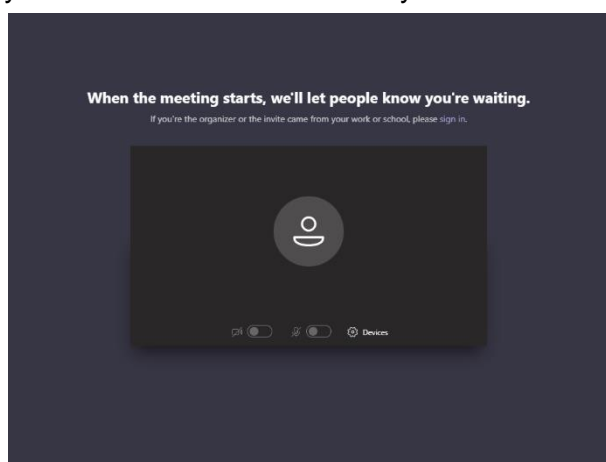 When the meeting starts, we'll let people know you're waiting.
If you're the organizer or the invite came from your work or school, please sign in.
Devices